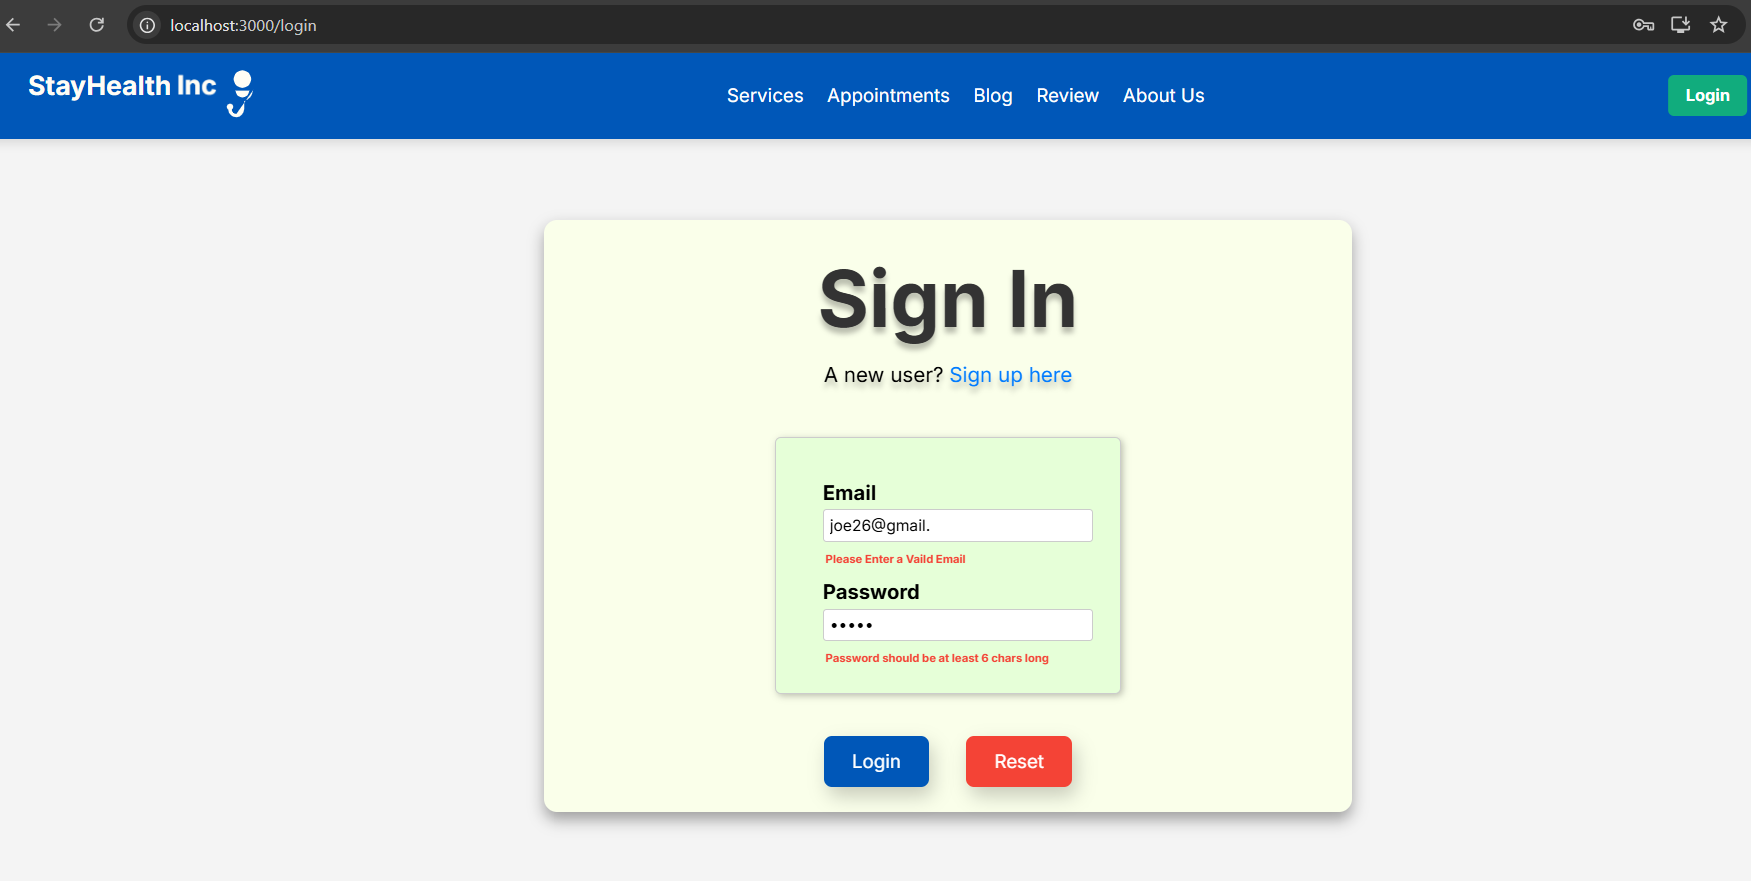 localhost:3000/login
StayHealth Inc
Services Appointments Blog Review About Us
Login
Sign In
A new user? Sign up here
Email
joe26@gmail.
Please Enter a Vaild Email
Password
•••••
Password should be at least 6 chars long
Login Reset